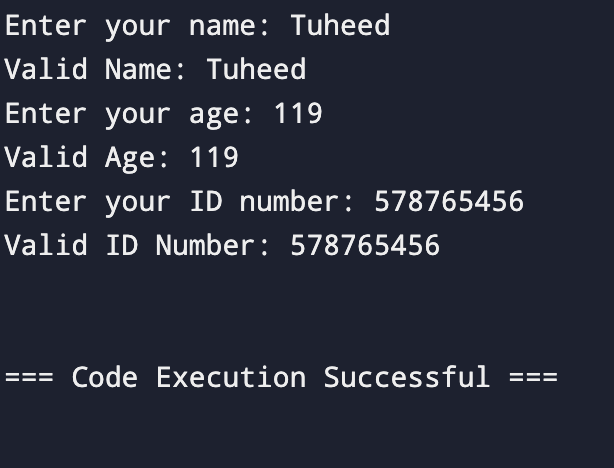 Enter your name: Tuheed
Valid Name: Tuheed
Enter your age: 119
Valid Age: 119
Enter your ID number: 578765456
Valid ID Number: 578765456
=== Code Execution Successful ===